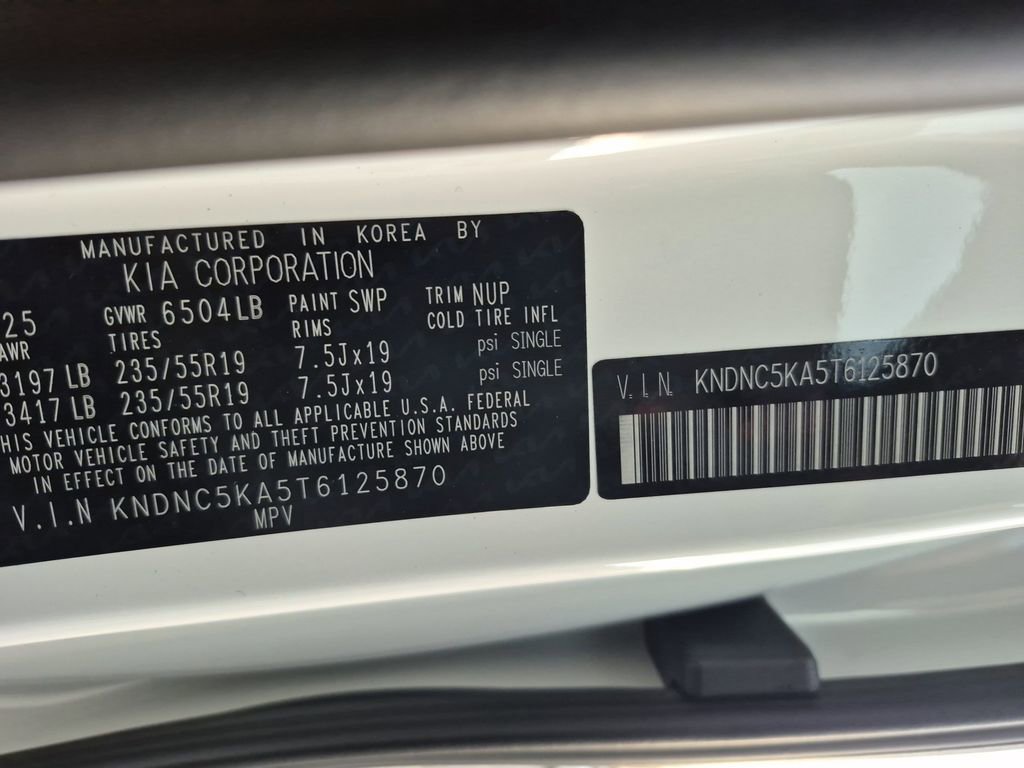 MANUFACTURED IN KOREA BY
KIA CORPORATION
25 GVWR 6504LB PAINT SWP TRIM NUP
AWR TIRES RIMS COLD TIRE INFL
3197 LB 235/55R19 7.5Jx19 psi SINGLE
3417 LB 235/55R19 7.5Jx19 psi SINGLE
HIS VEHICLE CONFORMS TO ALL APPLICABLE U.S.A. FEDERAL
MOTOR VEHICLE SAFETY AND THEFT PREVENTION STANDARDS
IN EFFECT ON THE DATE OF MANUFACTURE SHOWN ABOVE
V.I.N KNDNC5KA5T6125870
MPV
V.I.N. KNDNC5KA5T6125870